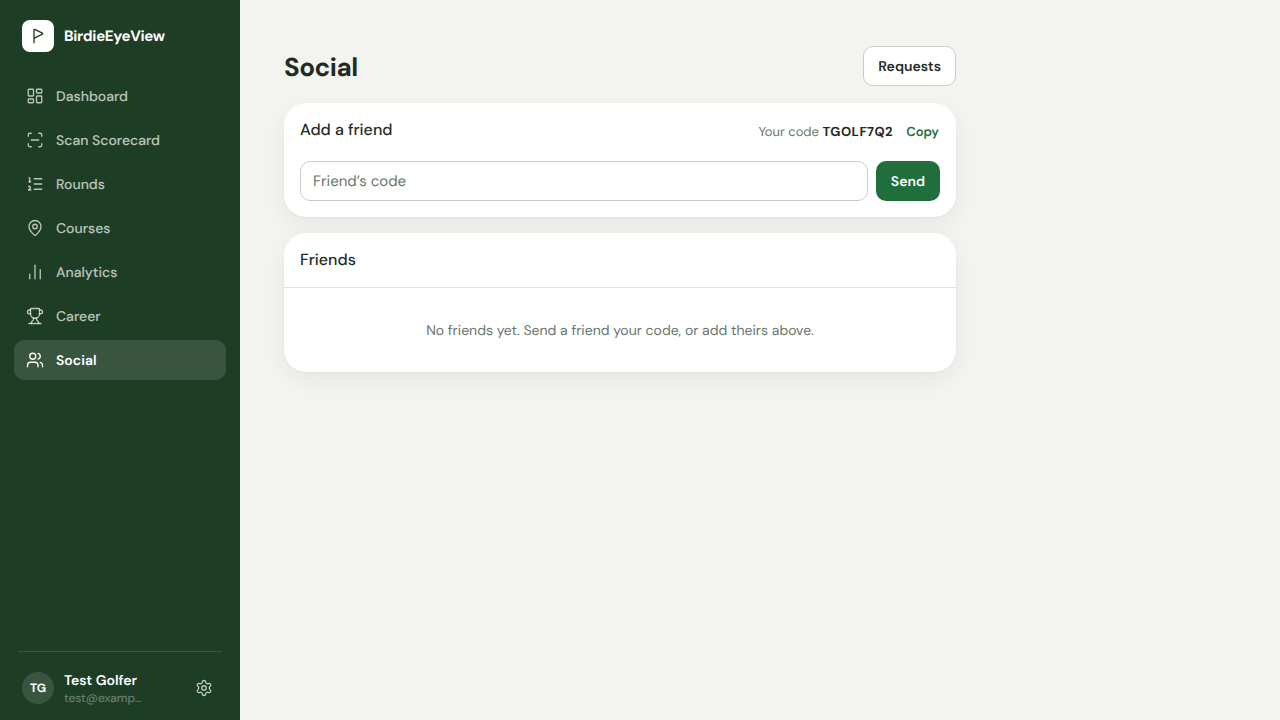 BirdieEyeView
Dashboard
Scan Scorecard
Rounds
Courses
Analytics
Career
Social
TG
Test Golfer
test@examp...
Social
Requests
Add a friend
Your code TGOLF7Q2 Copy
Friend's code
Send
Friends
No friends yet. Send a friend your code, or add theirs above.